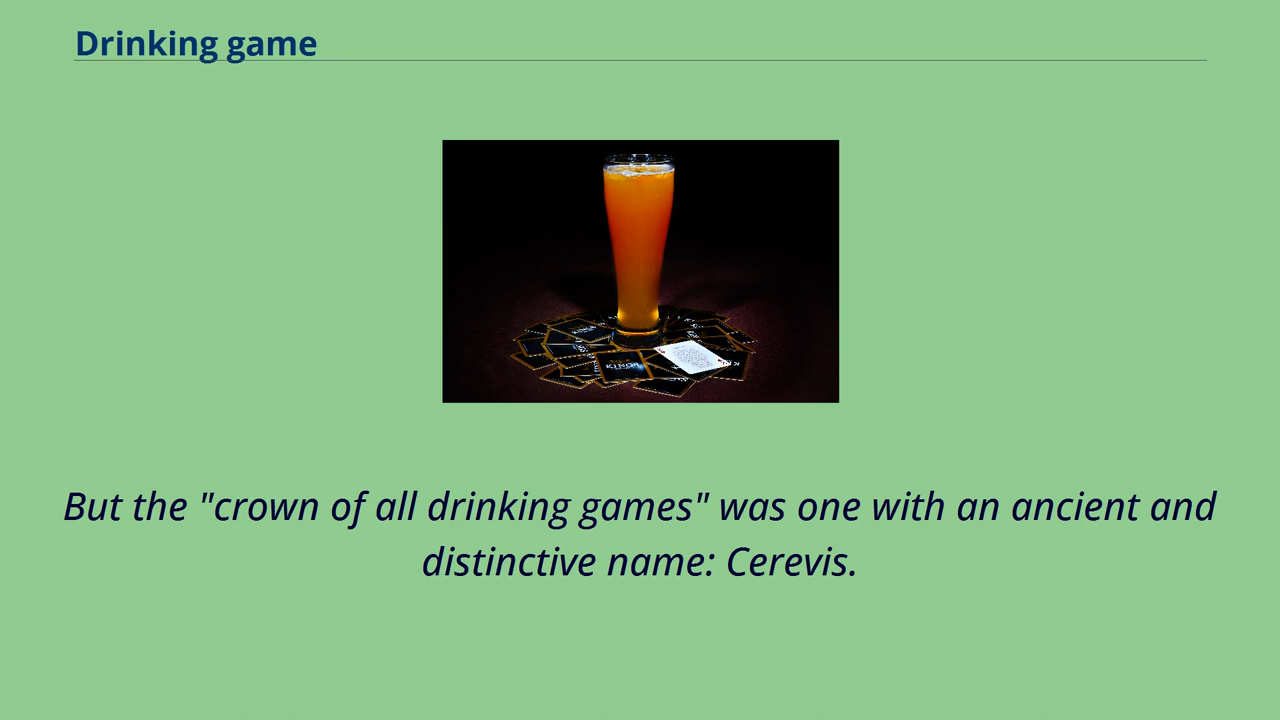 Drinking game
But the "crown of all drinking games" was one with an ancient and
distinctive name: Cerevis.